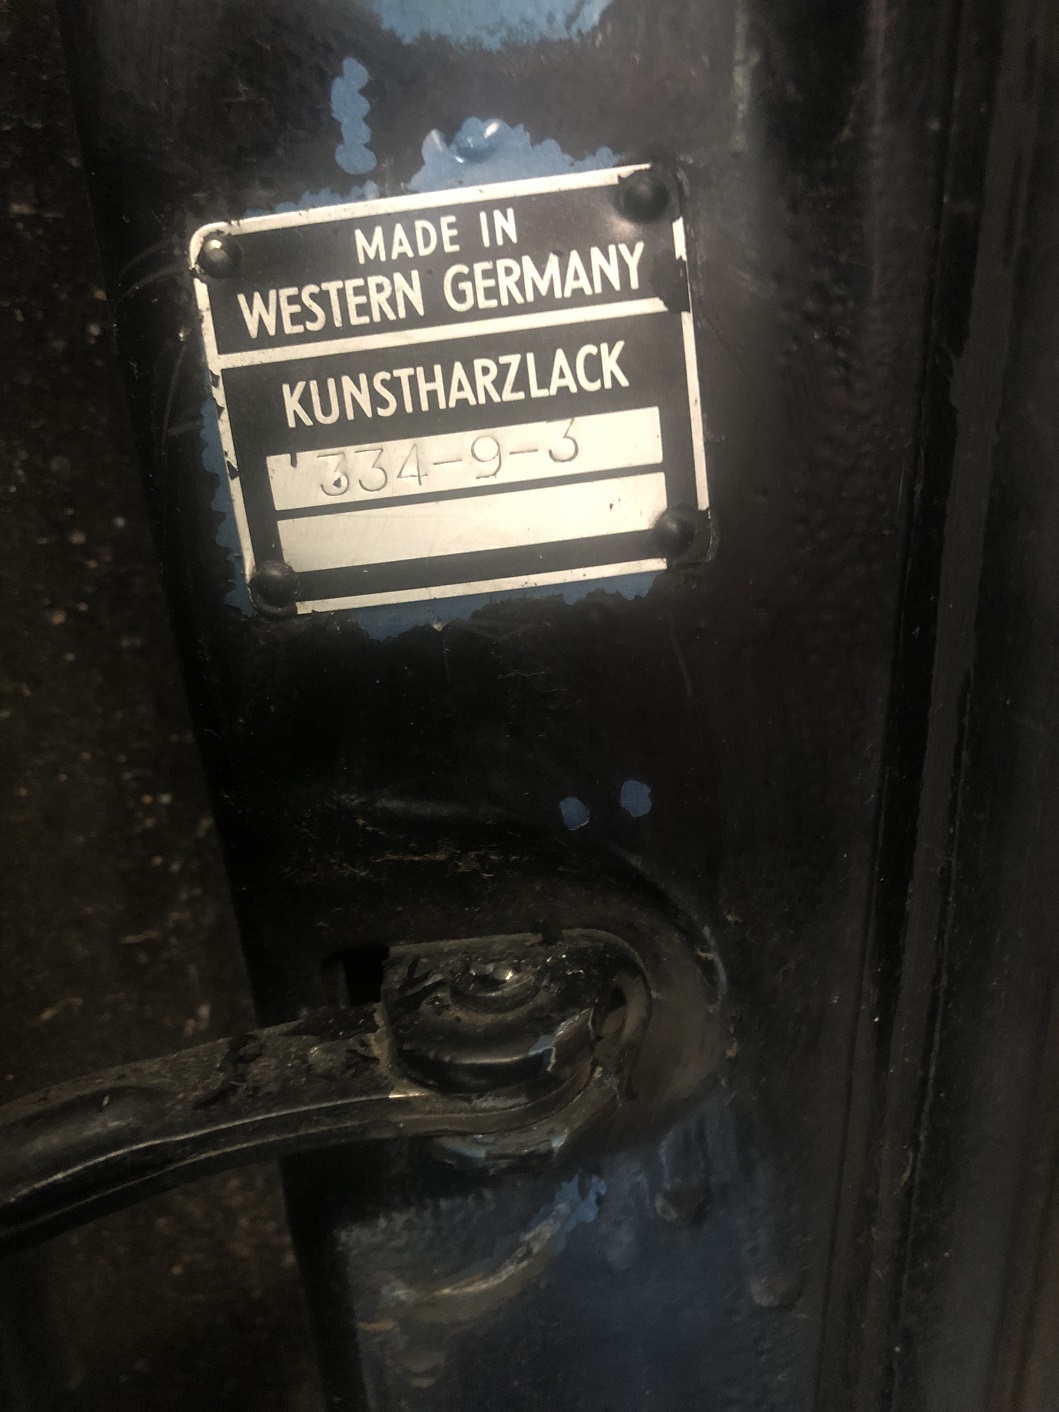 MADE IN
WESTERN GERMANY
KUNSTHARZLACK
334-9-3